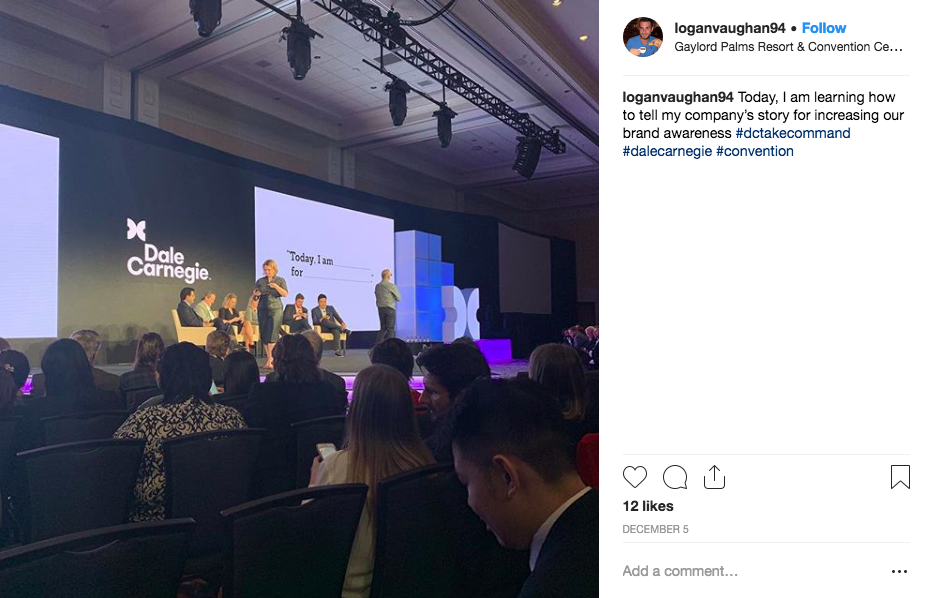 Dale
Carnegie.
"Today, I am
for
loganvaughan94 • Follow
Gaylord Palms Resort & Convention Ce...
loganvaughan94 Today, I am learning how
to tell my company's story for increasing our
brand awareness #dctakecommand
#dalecarnegie #convention
12 likes
DECEMBER 5
Add a comment...